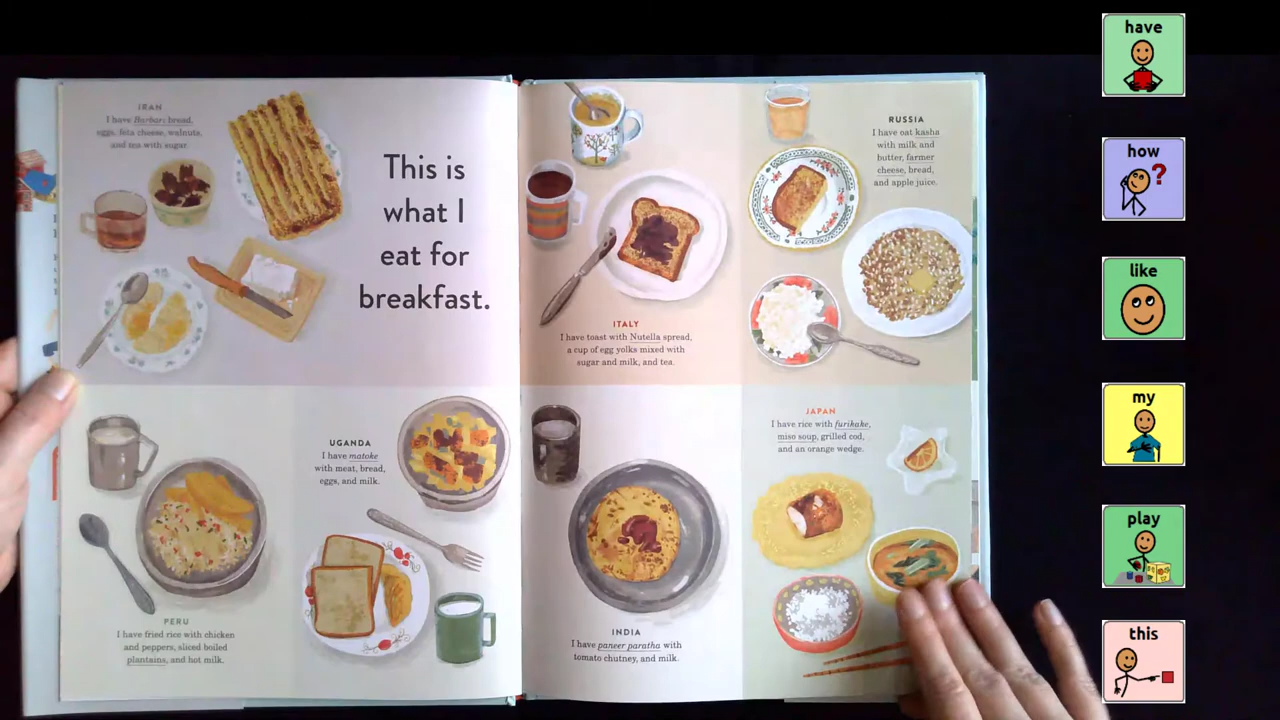 IRAN
I have Barbari bread,
eggs, feta cheese, walnuts,
and tea with sugar.
This is
what I
eat for
breakfast.
ITALY
I have toast with Nutella spread,
a cup of egg yolks mixed with
sugar and milk, and tea.
RUSSIA
I have oat kasha
with milk and
butter, farmer
cheese, bread,
and apple juice.
PERU
I have fried rice with chicken
and peppers, sliced boiled
plantains, and hot milk.
UGANDA
I have matoke
with meat, bread,
eggs, and milk.
INDIA
I have paneer paratha with
tomato chutney, and milk.
JAPAN
I have rice with furikake,
miso soup, grilled cod,
and an orange wedge.
have
how
?
like
my
play
this